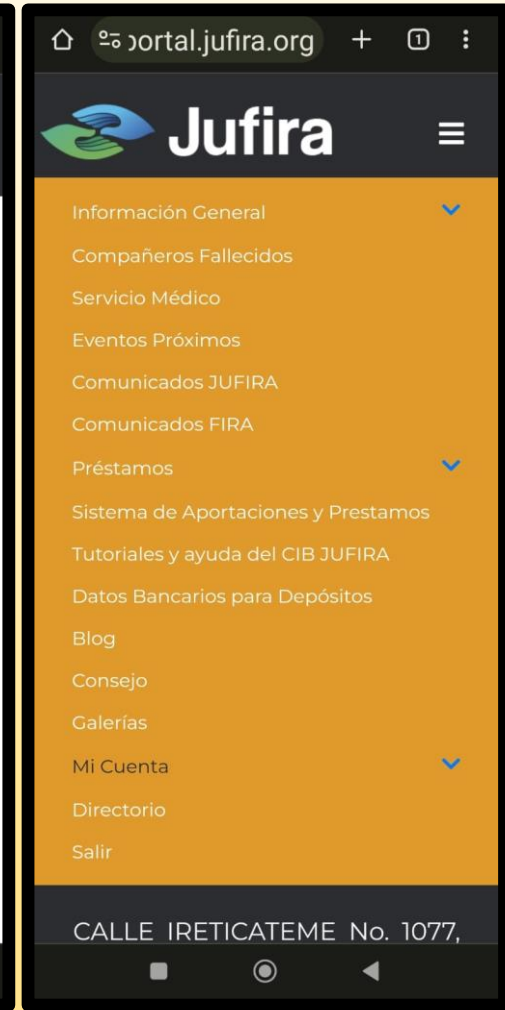 portal.jufira.org
1
Jufira
Información General
Compañeros Fallecidos
Servicio Médico
Eventos Próximos
Comunicados JUFIRA
Comunicados FIRA
Préstamos
Sistema de Aportaciones y Prestamos
Tutoriales y ayuda del CIB JUFIRA
Datos Bancarios para Depósitos
Blog
Consejo
Galerías
Mi Cuenta
Directorio
Salir
CALLE IRETICATEME No. 1077,